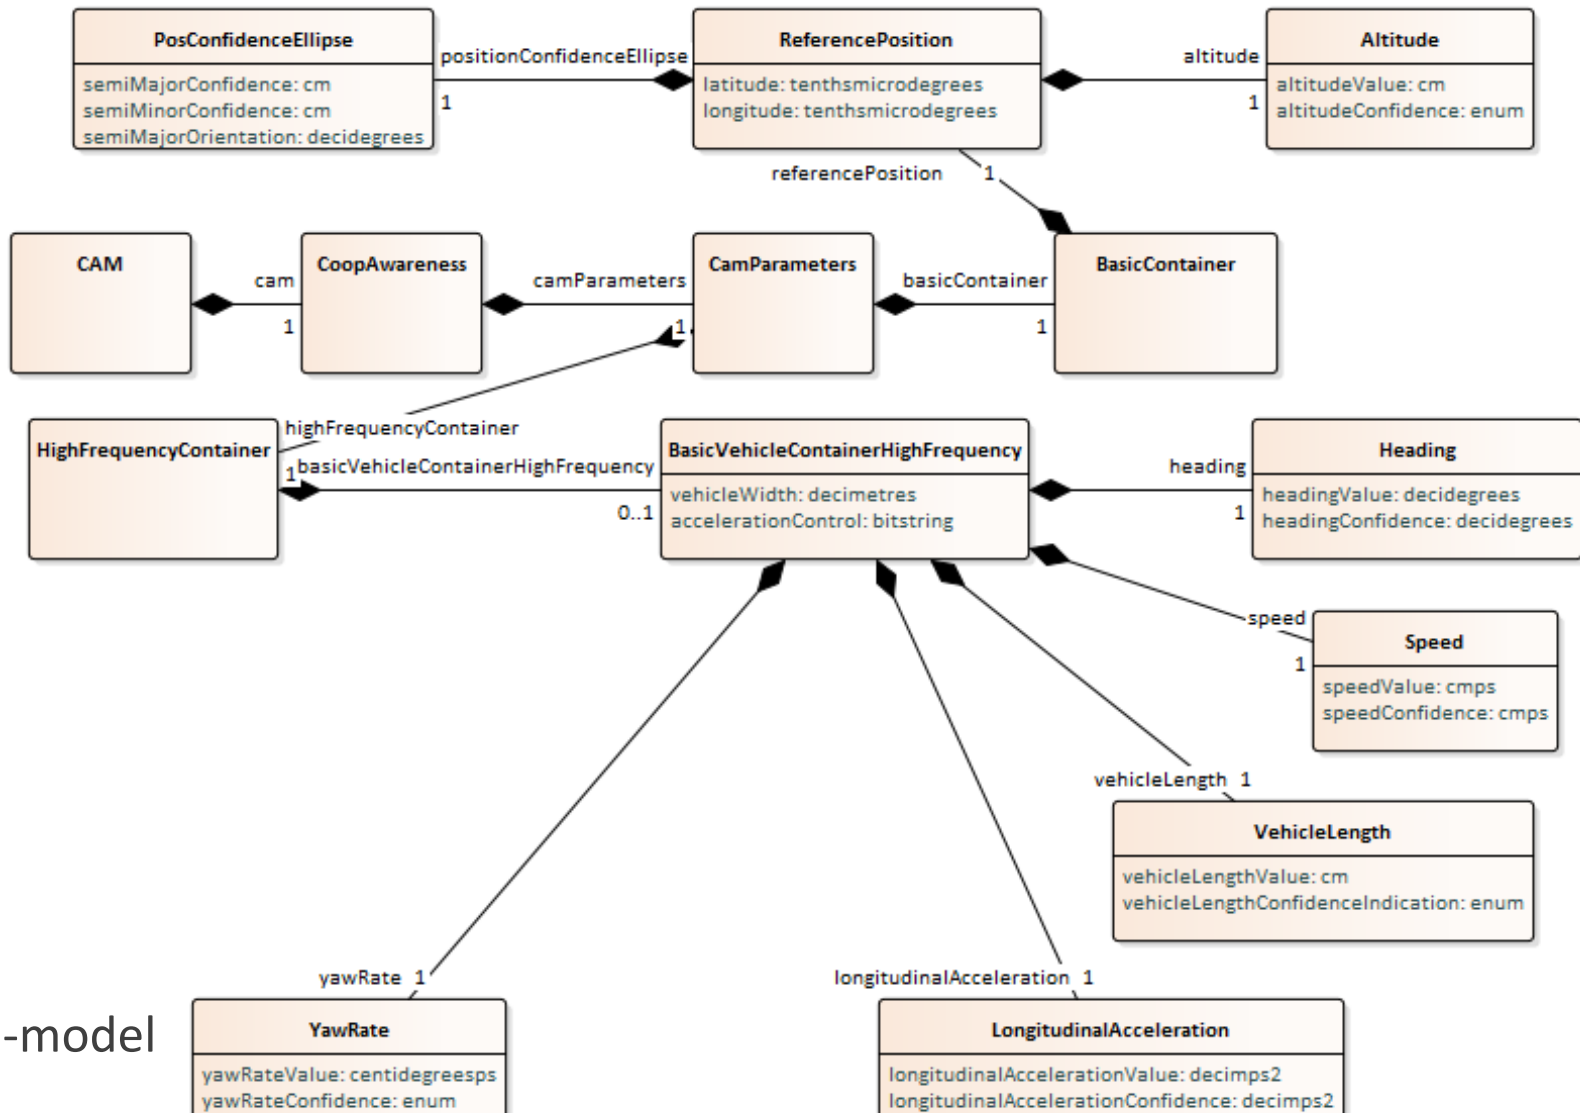 PosConfidenceEllipse
semiMajorConfidence: cm
semiMinorConfidence: cm
semiMajorOrientation: decidegrees
positionConfidenceEllipse
1
ReferencePosition
latitude: tenthsmicrodegrees
longitude: tenthsmicrodegrees
altitude
1
Altitude
altitudeValue: cm
altitudeConfidence: enum
referencePosition
1
CAM
cam
1
CoopAwareness
camParameters
1
CamParameters
basicContainer
1
BasicContainer
HighFrequencyContainer
highFrequencyContainer
1
basicVehicleContainerHighFrequency
0..1
BasicVehicleContainerHighFrequency
vehicleWidth: decimetres
accelerationControl: bitstring
heading
1
Heading
headingValue: decidegrees
headingConfidence: decidegrees
speed
1
Speed
speedValue: cmps
speedConfidence: cmps
vehicleLength 1
VehicleLength
vehicleLengthValue: cm
vehicleLengthConfidenceIndication: enum
yawRate 1
longitudinalAcceleration 1
-model
YawRate
yawRateValue: centidegreesps
yawRateConfidence: enum
LongitudinalAcceleration
longitudinalAccelerationValue: decimps2
longitudinalAccelerationConfidence: decimps2